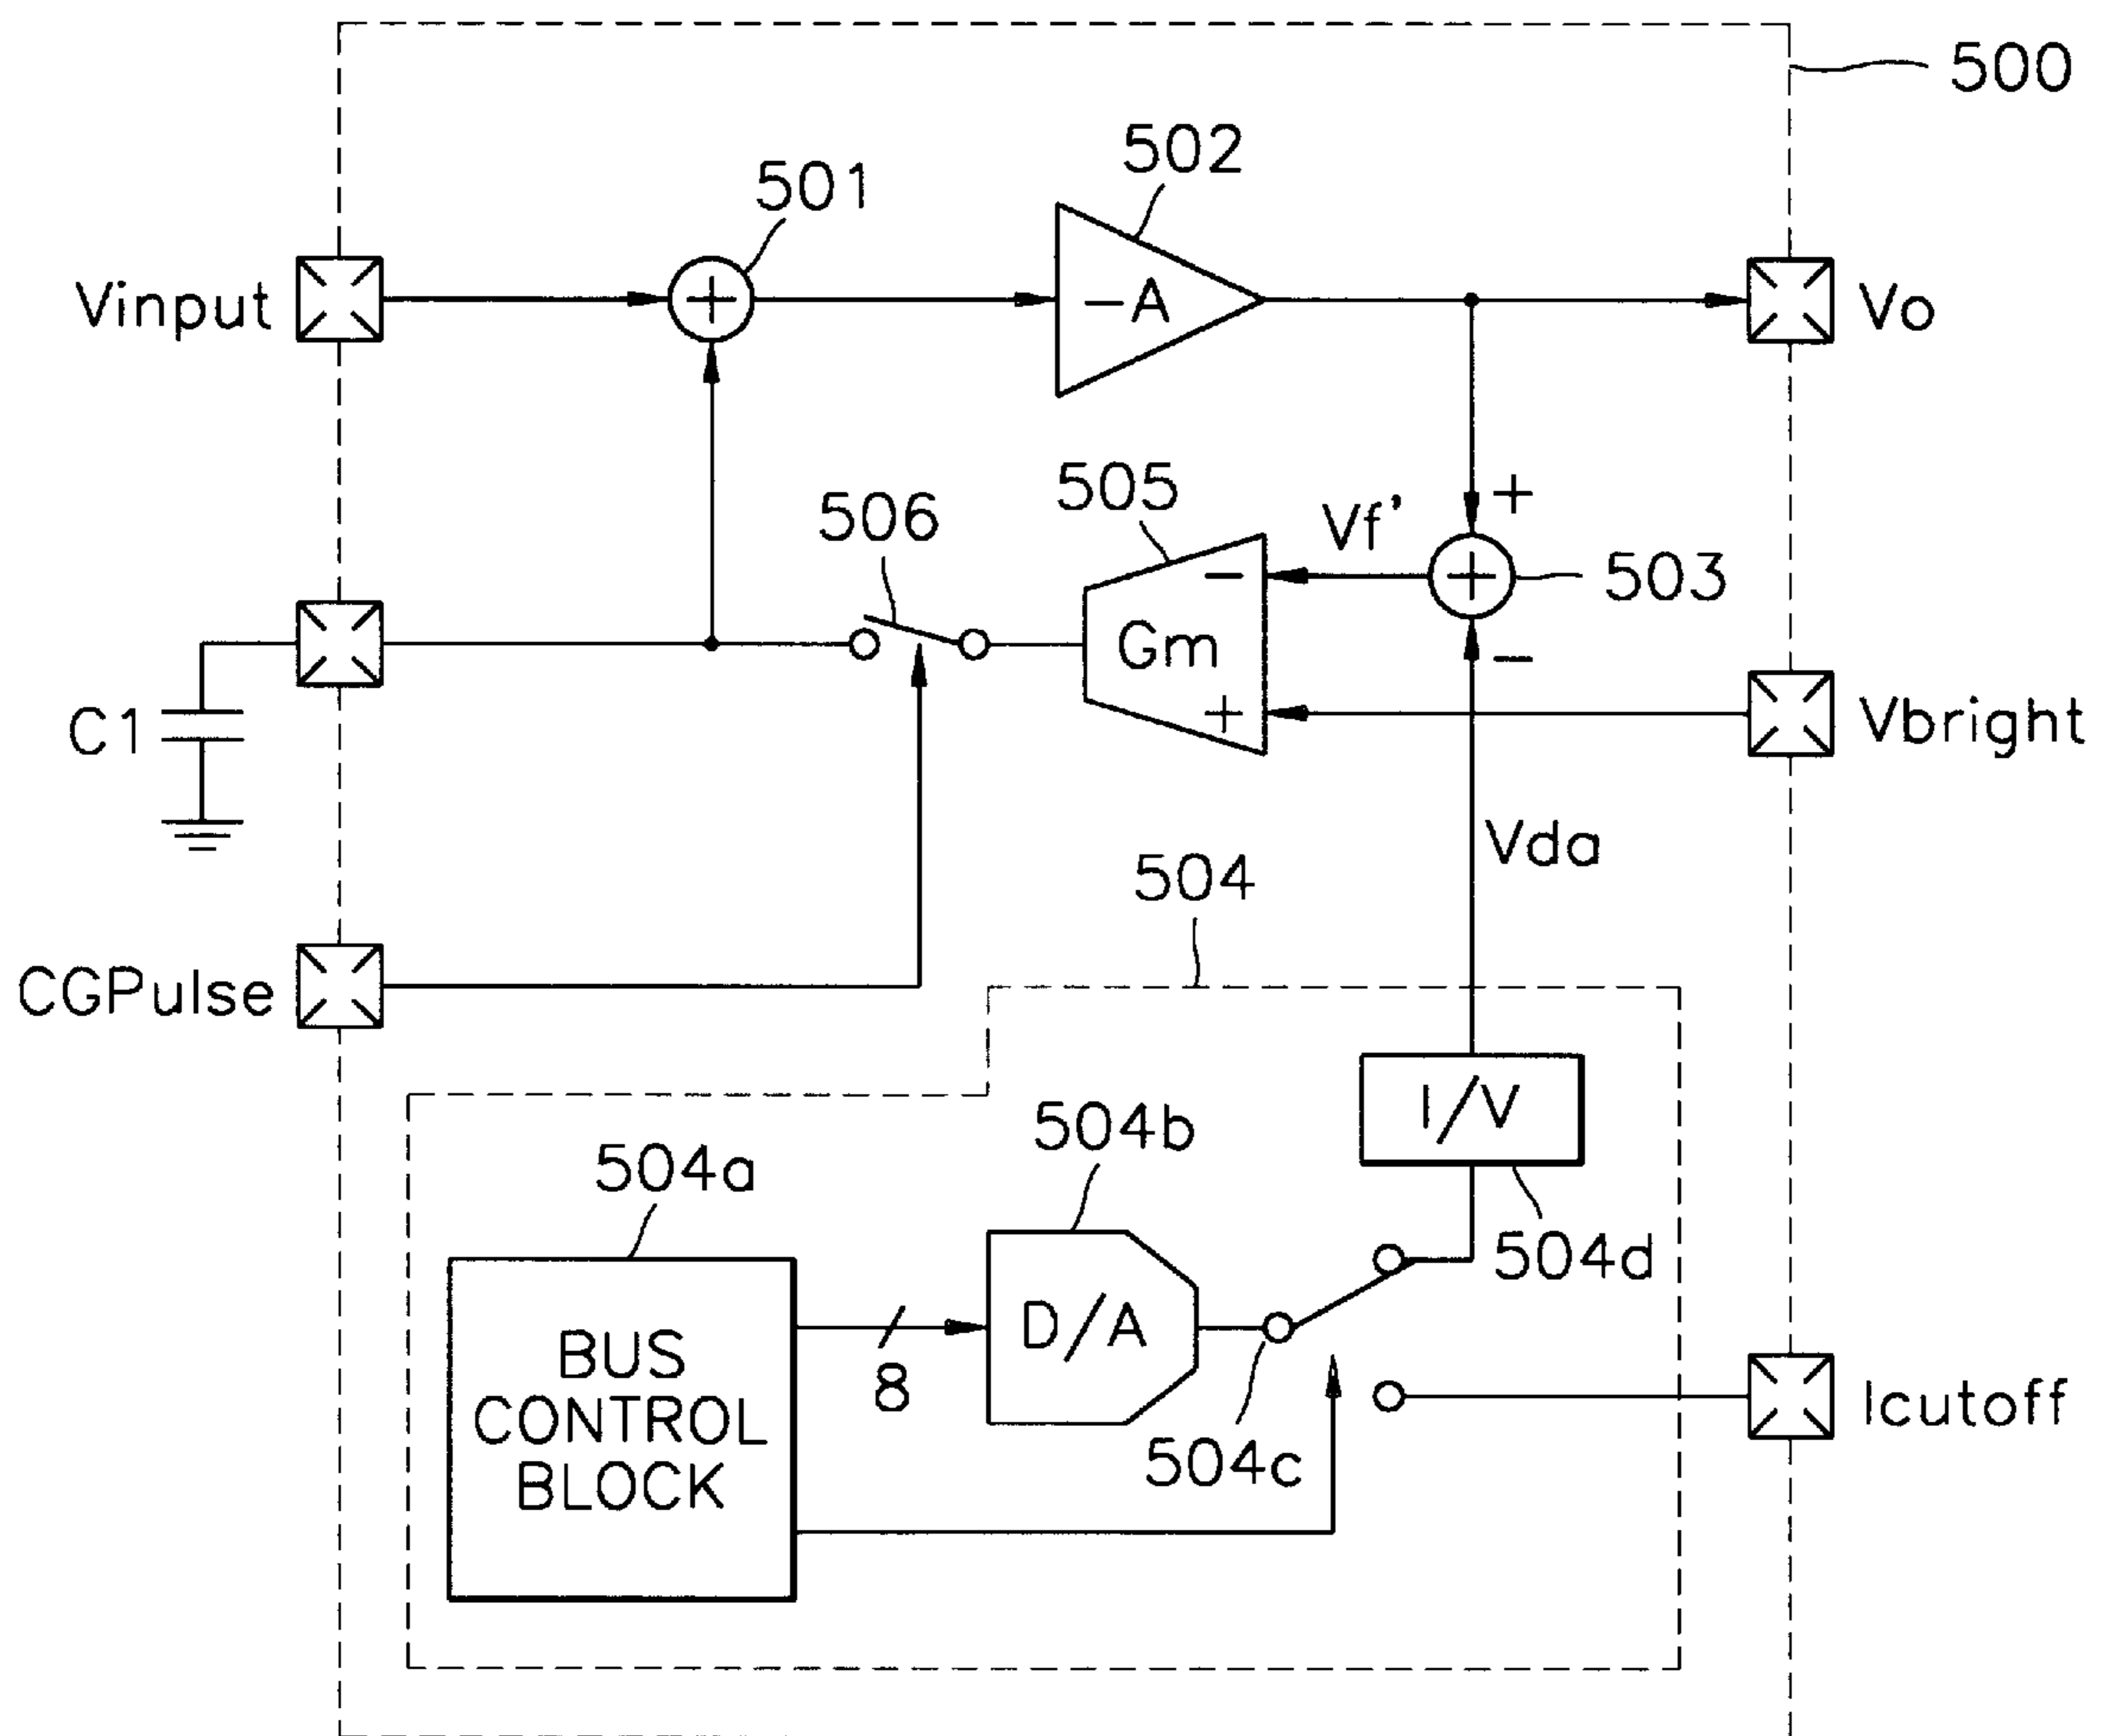 500
502
501
Vinput
+
−A
Vo
505
Vf'
+
506
−
+
503
Gm
−
C1
+
Vbright
Vda
504
CGPulse
I/V
504b
504a
504d
BUS
CONTROL
BLOCK
D/A
8
504c
Icutoff